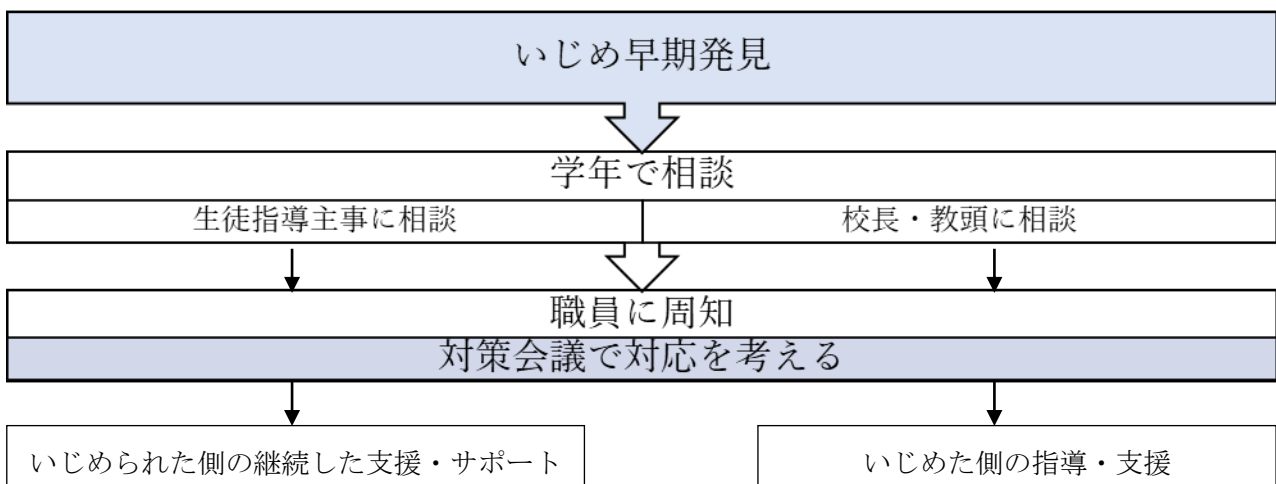 いじめ早期発見
学年で相談
生徒指導主事に相談
校長・教頭に相談
職員に周知
対策会議で対応を考える
いじめられた側の継続した支援・サポート
いじめた側の指導・支援